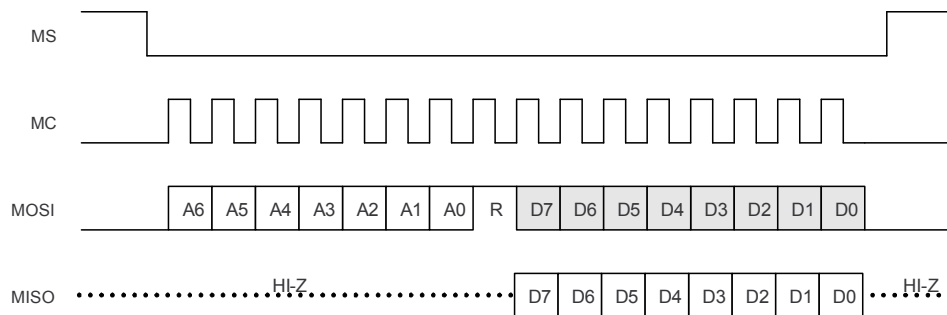 MS
MC
MOSI A6 A5 A4 A3 A2 A1 A0 R D7 D6 D5 D4 D3 D2 D1 D0
MISO HI-Z D7 D6 D5 D4 D3 D2 D1 D0 HI-Z